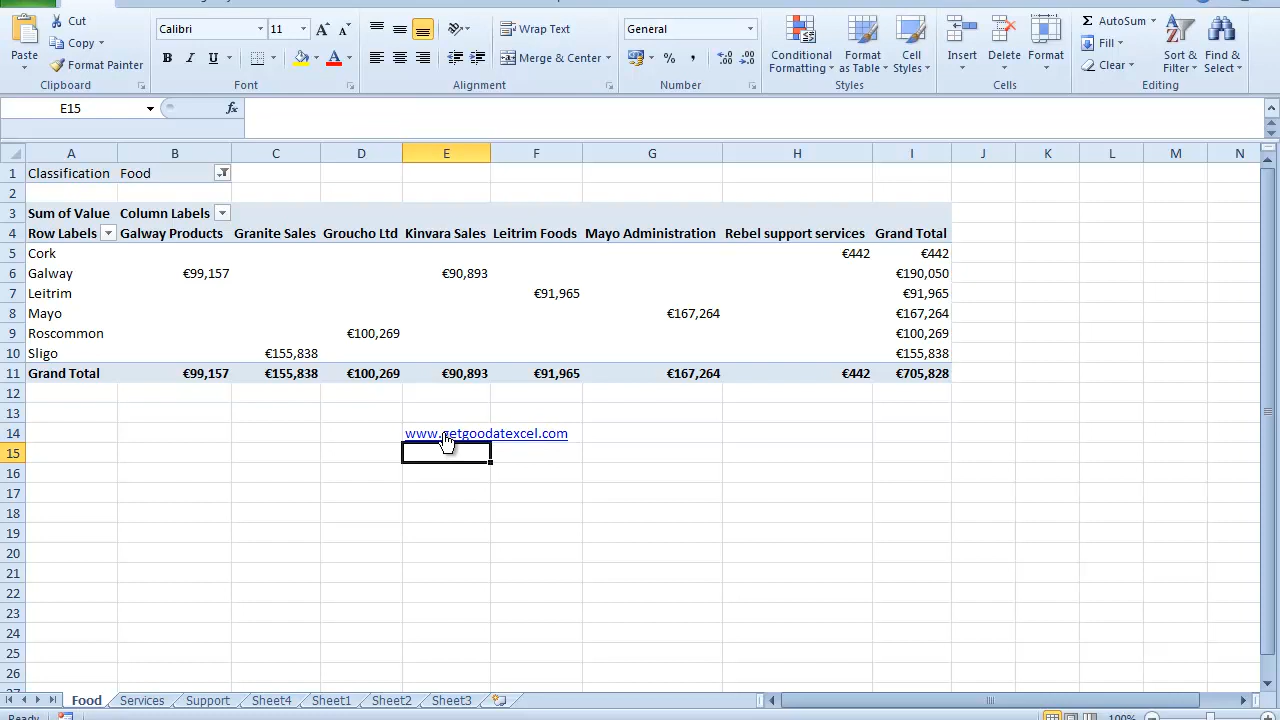 Cut
Copy
Format Painter
Paste
Clipboard
Calibri 11
B I U
Font
Wrap Text
Merge & Center
Alignment
General
% ,
Number
Conditional Formatting
Format as Table
Cell Styles
Styles
Insert
Delete
Format
Cells
Σ AutoSum
Fill
Clear
Sort & Filter
Find & Select
Editing
E15 fx
A B C D E F G H I J K L M N
1 Classification Food
2
3 Sum of Value Column Labels
4 Row Labels Galway Products Granite Sales Groucho Ltd Kinvara Sales Leitrim Foods Mayo Administration Rebel support services Grand Total
5 Cork €442 €442
6 Galway €99,157 €90,893 €190,050
7 Leitrim €91,965 €91,965
8 Mayo €167,264 €167,264
9 Roscommon €100,269 €100,269
10 Sligo €155,838 €155,838
11 Grand Total €99,157 €155,838 €100,269 €90,893 €91,965 €167,264 €442 €705,828
12
13
14 www.getgoodatexcel.com
15
16
17
18
19
20
21
22
23
24
25
26
Food Services Support Sheet4 Sheet1 Sheet2 Sheet3
Ready 100%